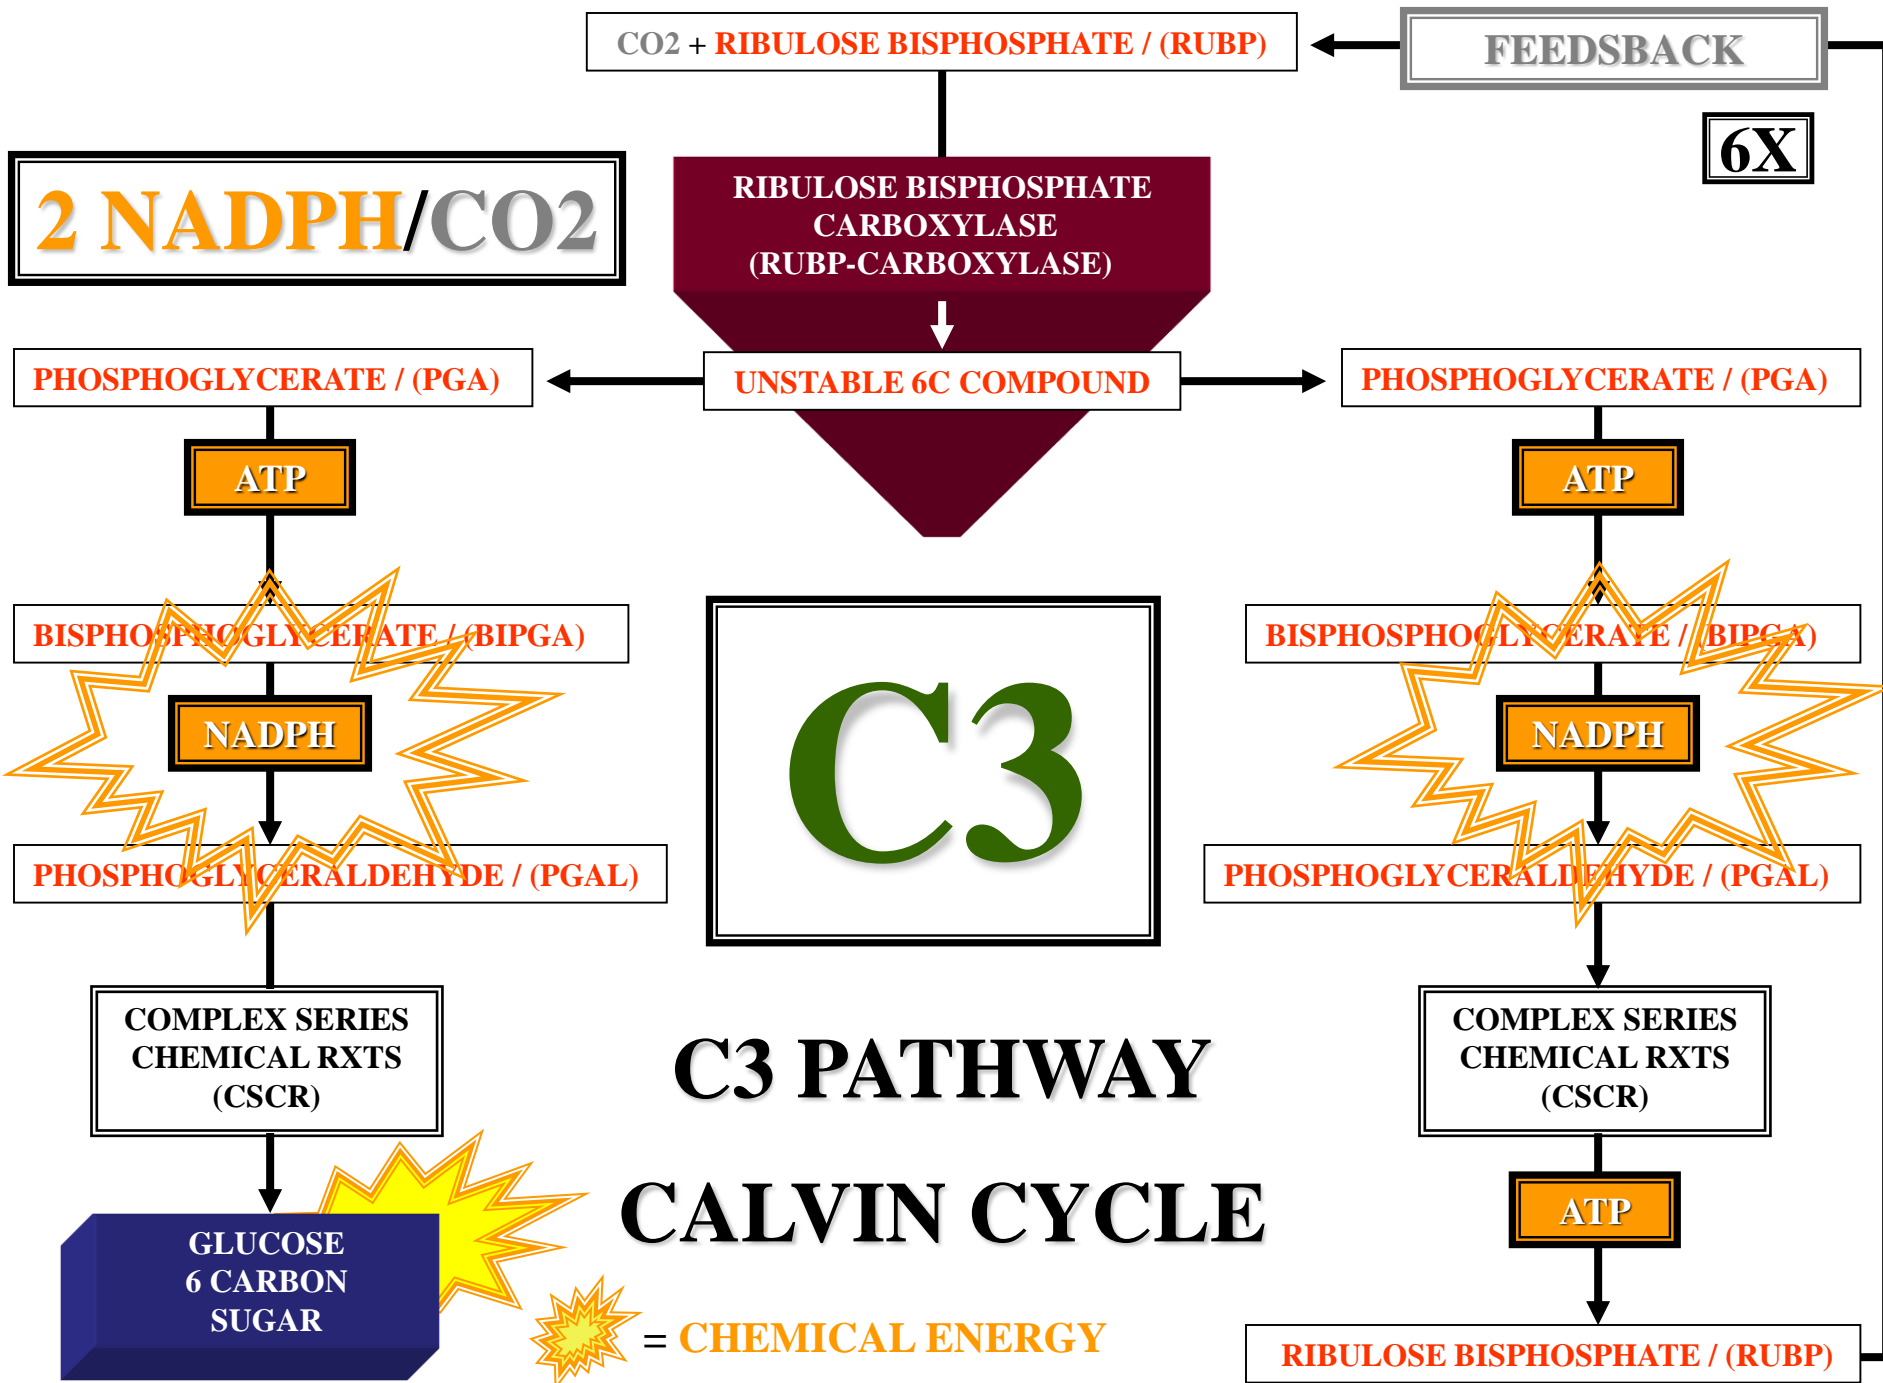 CO2 + RIBULOSE BISPHOSPHATE / (RUBP)
FEEDSBACK
6X
2 NADPH/CO2
RIBULOSE BISPHOSPHATE
CARBOXYLASE
(RUBP-CARBOXYLASE)
PHOSPHOGLYCERATE / (PGA)
UNSTABLE 6C COMPOUND
PHOSPHOGLYCERATE / (PGA)
ATP
ATP
BISPHOSPHOGLYCERATE / (BIPGA)
BISPHOSPHOGLYCERATE / (BIPGA)
NADPH
C3
NADPH
PHOSPHOGLYCERALDEHYDE / (PGAL)
PHOSPHOGLYCERALDEHYDE / (PGAL)
COMPLEX SERIES
CHEMICAL RXTS
(CSCR)
C3 PATHWAY
COMPLEX SERIES
CHEMICAL RXTS
(CSCR)
CALVIN CYCLE
ATP
GLUCOSE
6 CARBON
SUGAR
= CHEMICAL ENERGY
RIBULOSE BISPHOSPHATE / (RUBP)